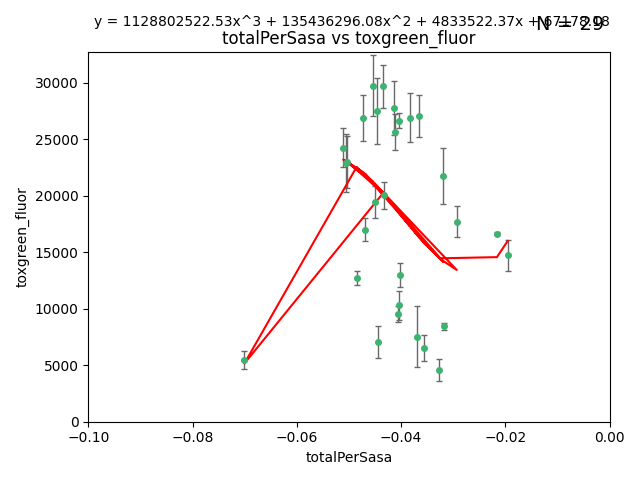 y = 1128802522.53x^3 + 135436296.08x^2 + 4833522.37x + 67178.18
N = 29
totalPerSasa vs toxgreen_fluor
30000
25000
20000
15000
10000
5000
0
toxgreen_fluor
−0.10 −0.08 −0.06 −0.04 −0.02 0.00
totalPerSasa